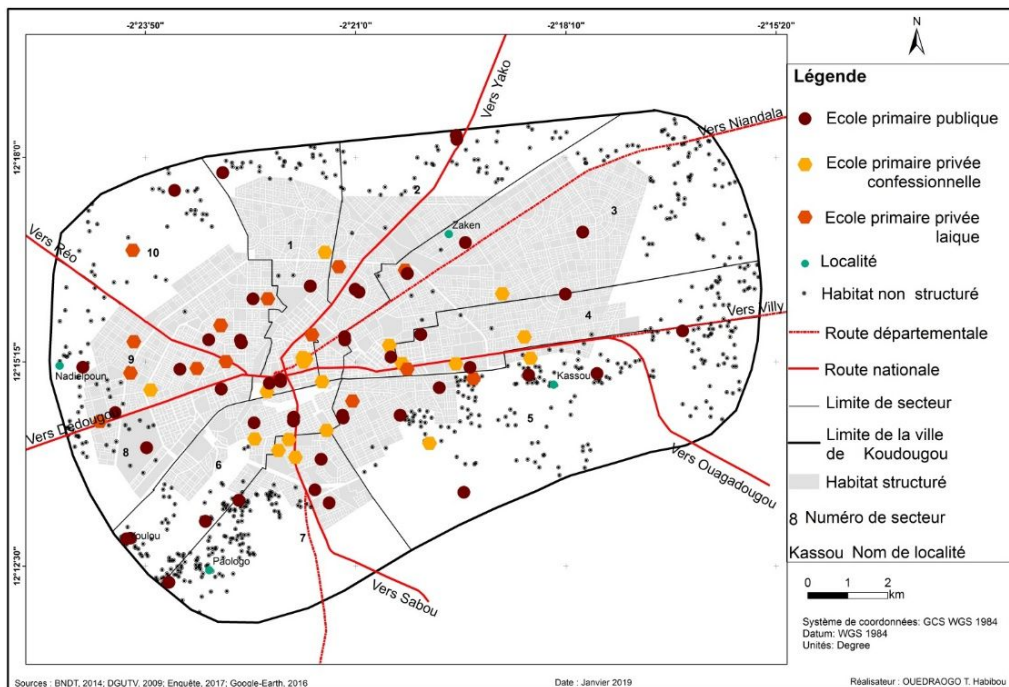 -2°23'50"
-2°21'0"
-2°18'10"
-2°15'20"
N
12°18'0"
12°15'15"
12°12'30"
Vers Yako
Vers Niandala
Vers Réo
Vers Villy
Vers Dédougou
Vers Ouagadougou
Vers Sabou
Zaken
Nadielpoun
Kassou
Youlou
Paologo
1
2
3
4
5
6
7
8
9
10
Légende
Ecole primaire publique
Ecole primaire privée
confessionnelle
Ecole primaire privée
laique
Localité
Habitat non structuré
Route départementale
Route nationale
Limite de secteur
Limite de la ville
de Koudougou
Habitat structuré
8 Numéro de secteur
Kassou Nom de localité
0 1 2
km
Système de coordonnées: GCS WGS 1984
Datum: WGS 1984
Unités: Degree
Sources : BNDT, 2014; DGUTV, 2009; Enquête, 2017; Google-Earth, 2016
Date : Janvier 2019
Réalisateur : OUEDRAOGO T. Habibou